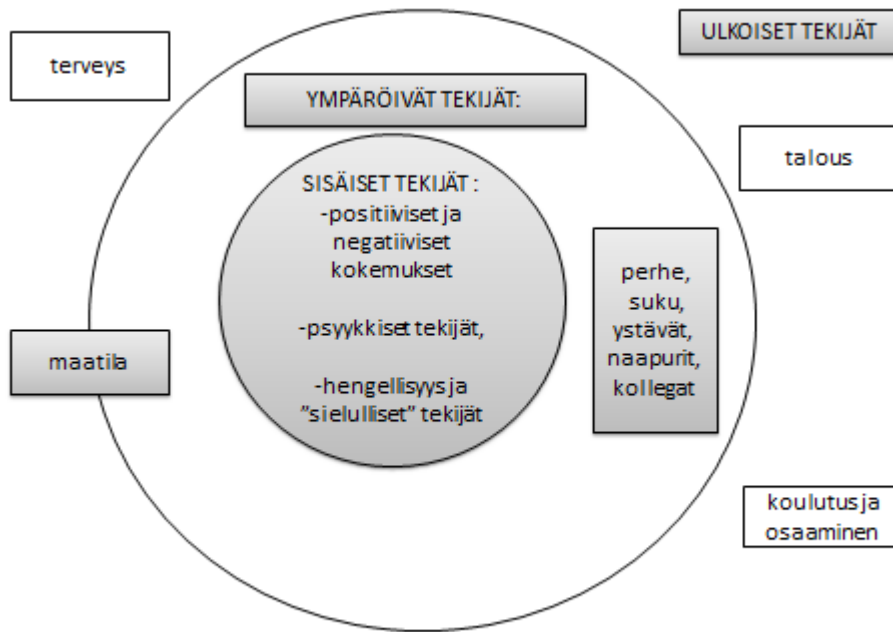 ULKOISET TEKIJÄT
terveys
YMPÄRÖIVÄT TEKIJÄT:
talous
SISÄISET TEKIJÄT :
-positiiviset ja
negatiiviset
kokemukset
-psyykkiset tekijät,
-hengellisyys ja
”sielulliset” tekijät
perhe,
suku,
ystävät,
naapurit,
kollegat
maatila
koulutus ja
osaaminen